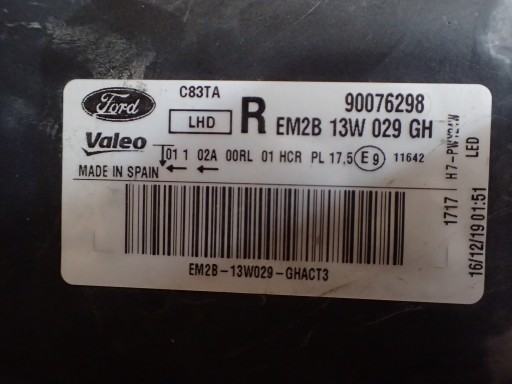 C83TA
Ford
LHD
R
90076298
EM2B 13W 029 GH
Valeo
01 1 02A 00RL 01 HCR PL 17,5 E9 11642
MADE IN SPAIN
EM2B-13W029-GHACT3
1717 H7-PWY24W
LED
16/12/19 01:51